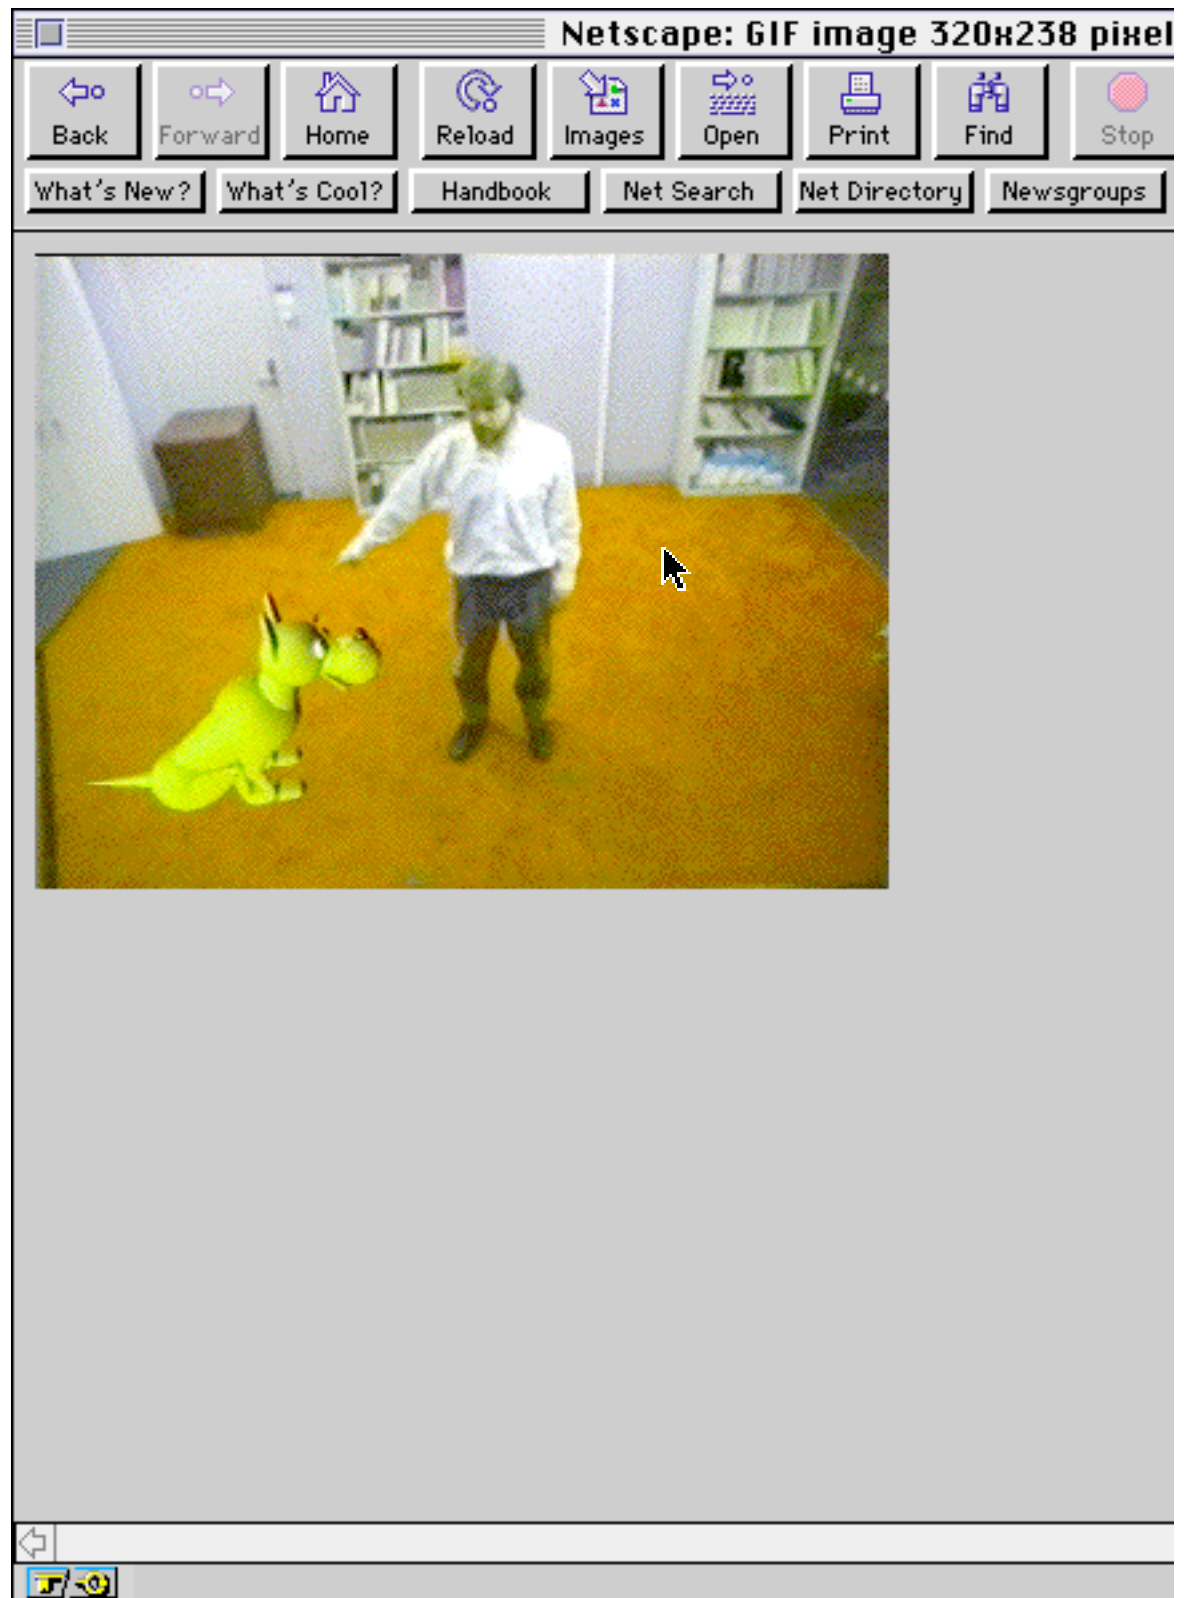 Netscape: GIF image 320x238 pixel
Back Forward Home Reload Images Open Print Find Stop
What's New? What's Cool? Handbook Net Search Net Directory Newsgroups